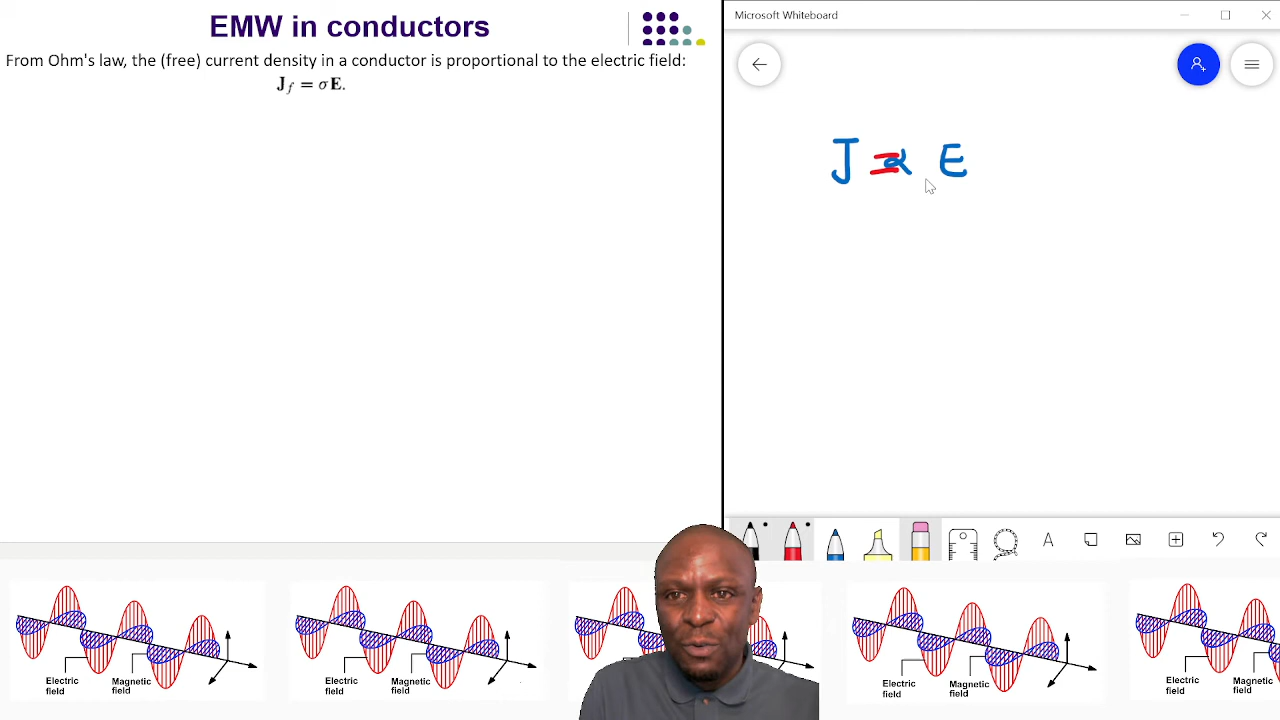 EMW in conductors
From Ohm's law, the (free) current density in a conductor is proportional to the electric field:
J_f = σE.
Microsoft Whiteboard
J = α E
A
Electric field
Magnetic field
Electric field
Magnetic field
Electric field
Magnetic field
Electric field
Magnetic field